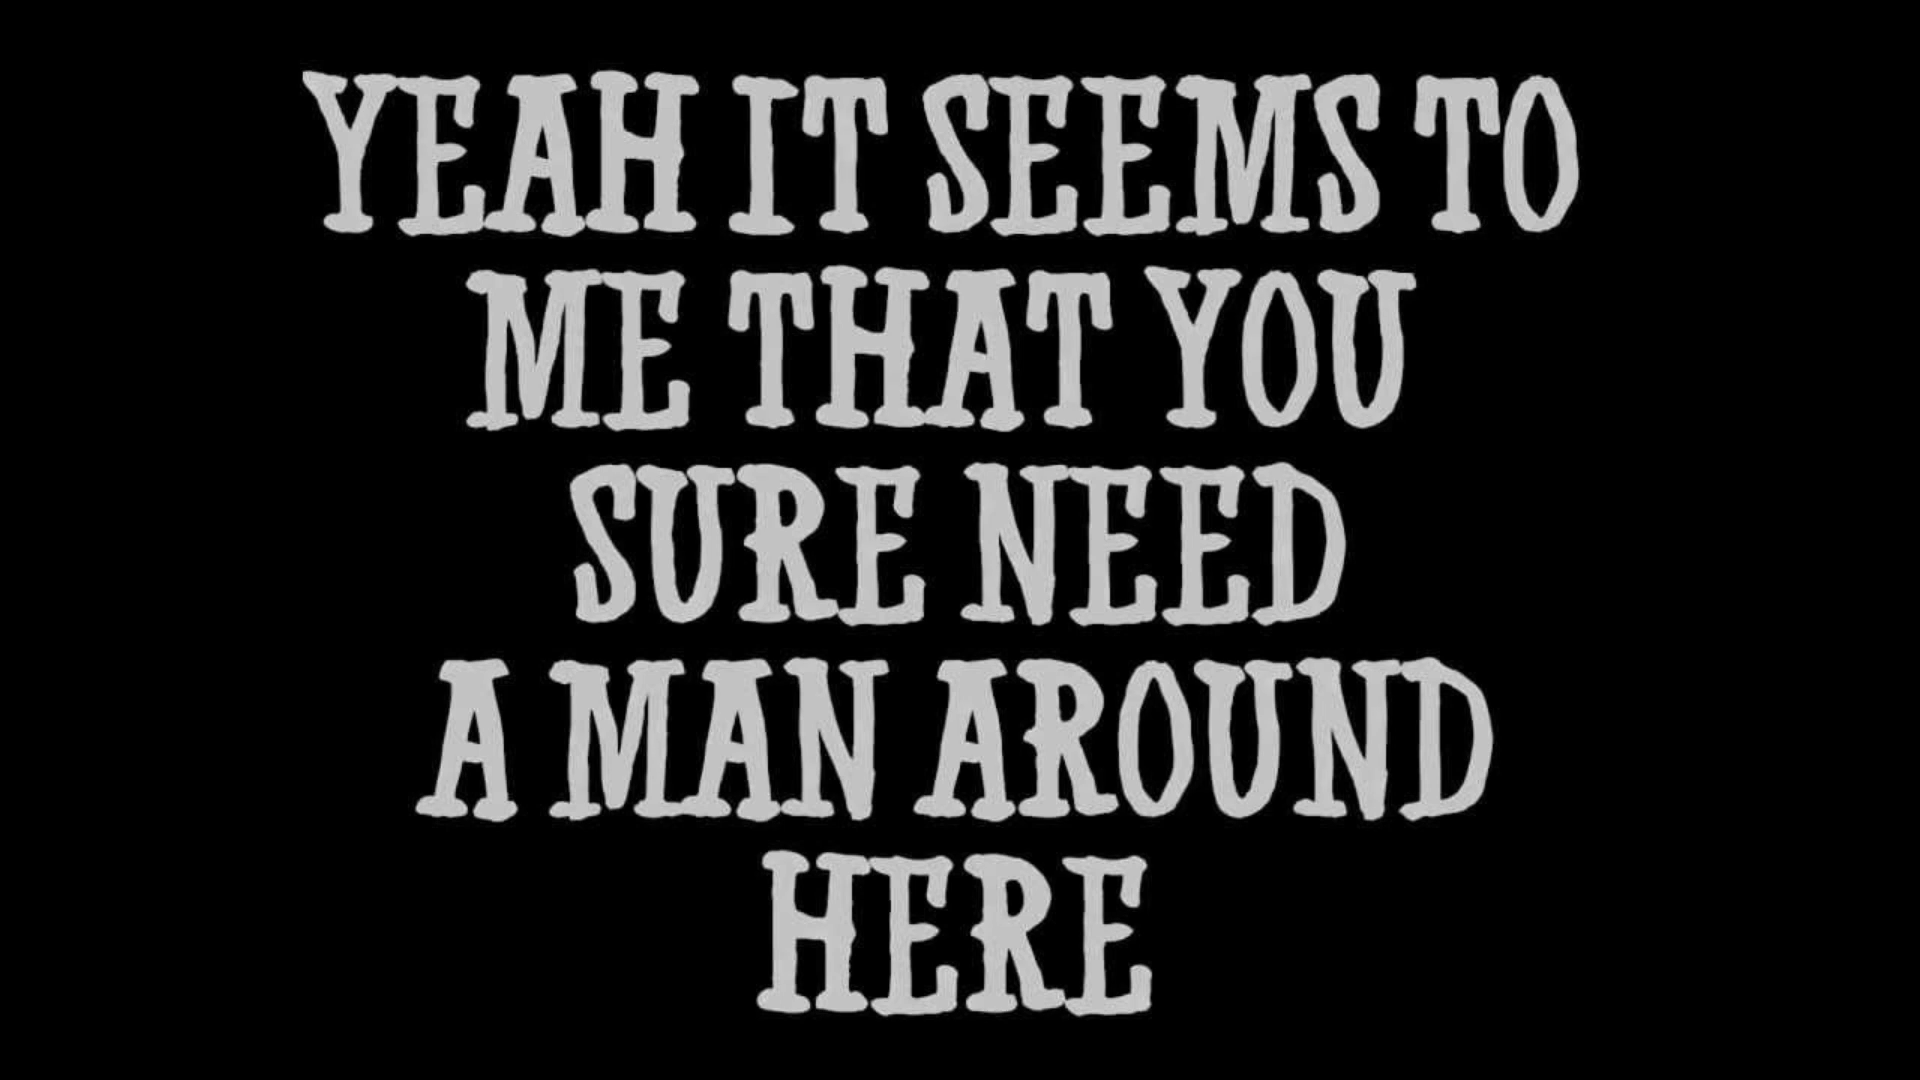 YEAH IT SEEMS TO
ME THAT YOU
SURE NEED
A MAN AROUND
HERE